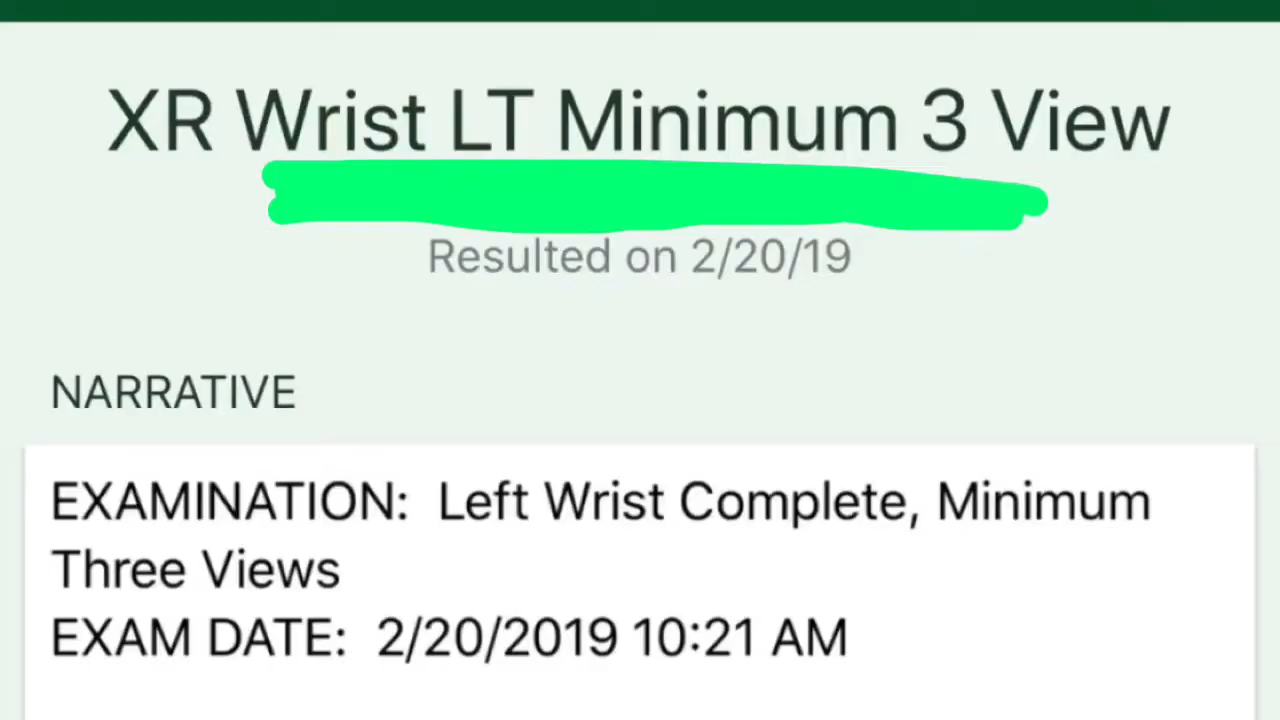 XR Wrist LT Minimum 3 View
Resulted on 2/20/19
NARRATIVE
EXAMINATION: Left Wrist Complete, Minimum
Three Views
EXAM DATE: 2/20/2019 10:21 AM